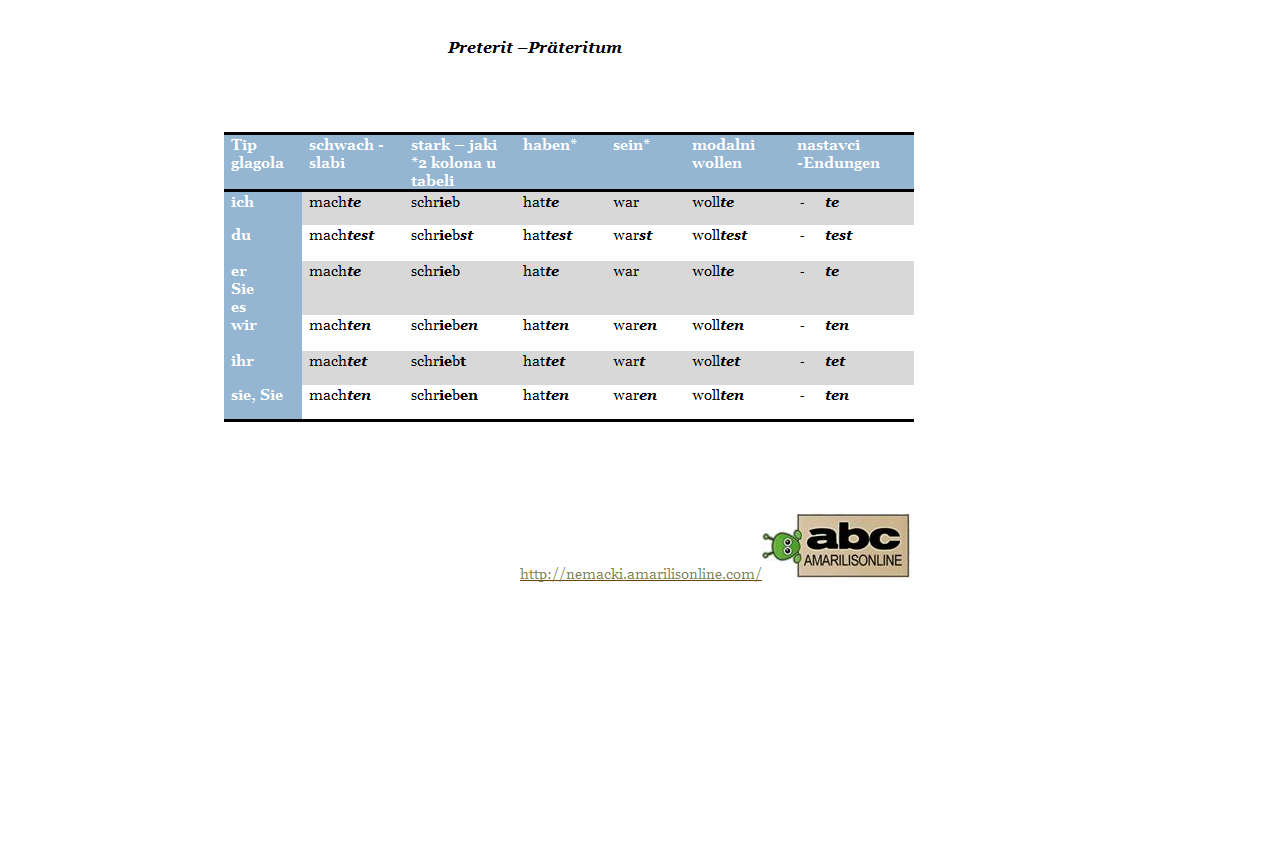 Preterit –Präteritum
Tip glagola schwach - slabi stark – jaki *2 kolona u tabeli haben* sein* modalni wollen nastavci -Endungen
ich machte schrieb hatte war wollte - te
du machtest schriebst hattest warst wolltest - test
er Sie es machte schrieb hatte war wollte - te
wir machten schrieben hatten waren wollten - ten
ihr machtet schriebt hattet wart wolltet - tet
sie, Sie machten schrieben hatten waren wollten - ten
abc
AMARILISONLINE
http://nemacki.amarilisonline.com/